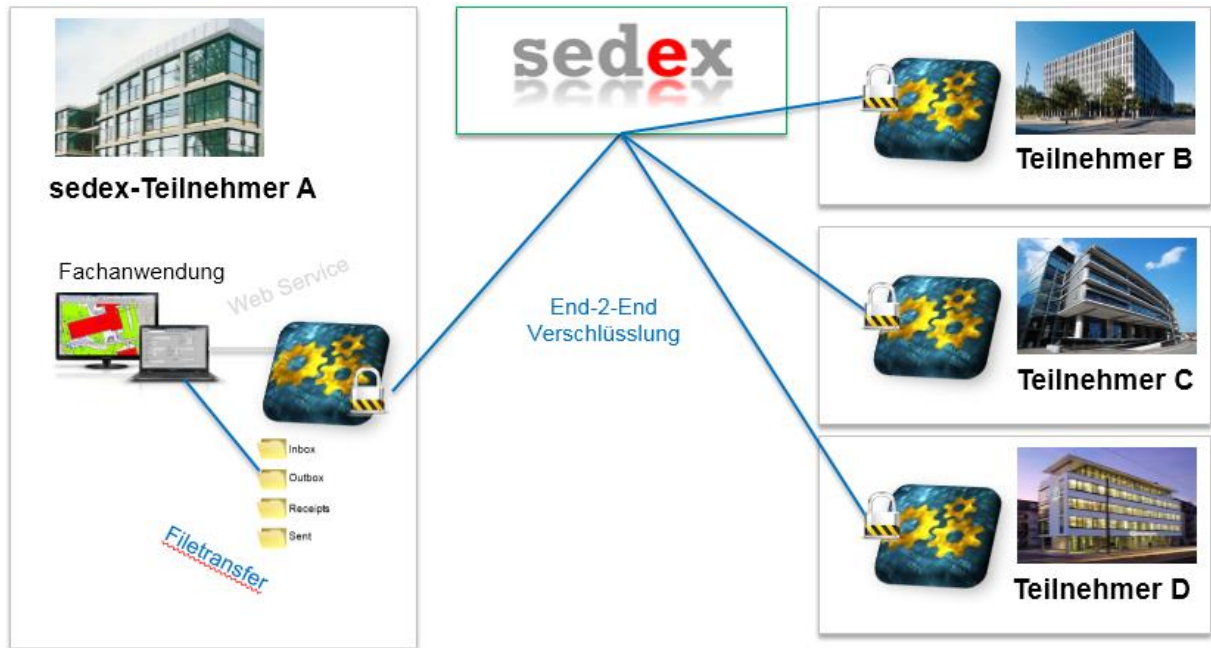 sedex
sedex-Teilnehmer A
Fachanwendung
Web Service
Inbox
Outbox
Receipts
Sent
Filetransfer
End-2-End
Verschlüsslung
Teilnehmer B
Teilnehmer C
Teilnehmer D